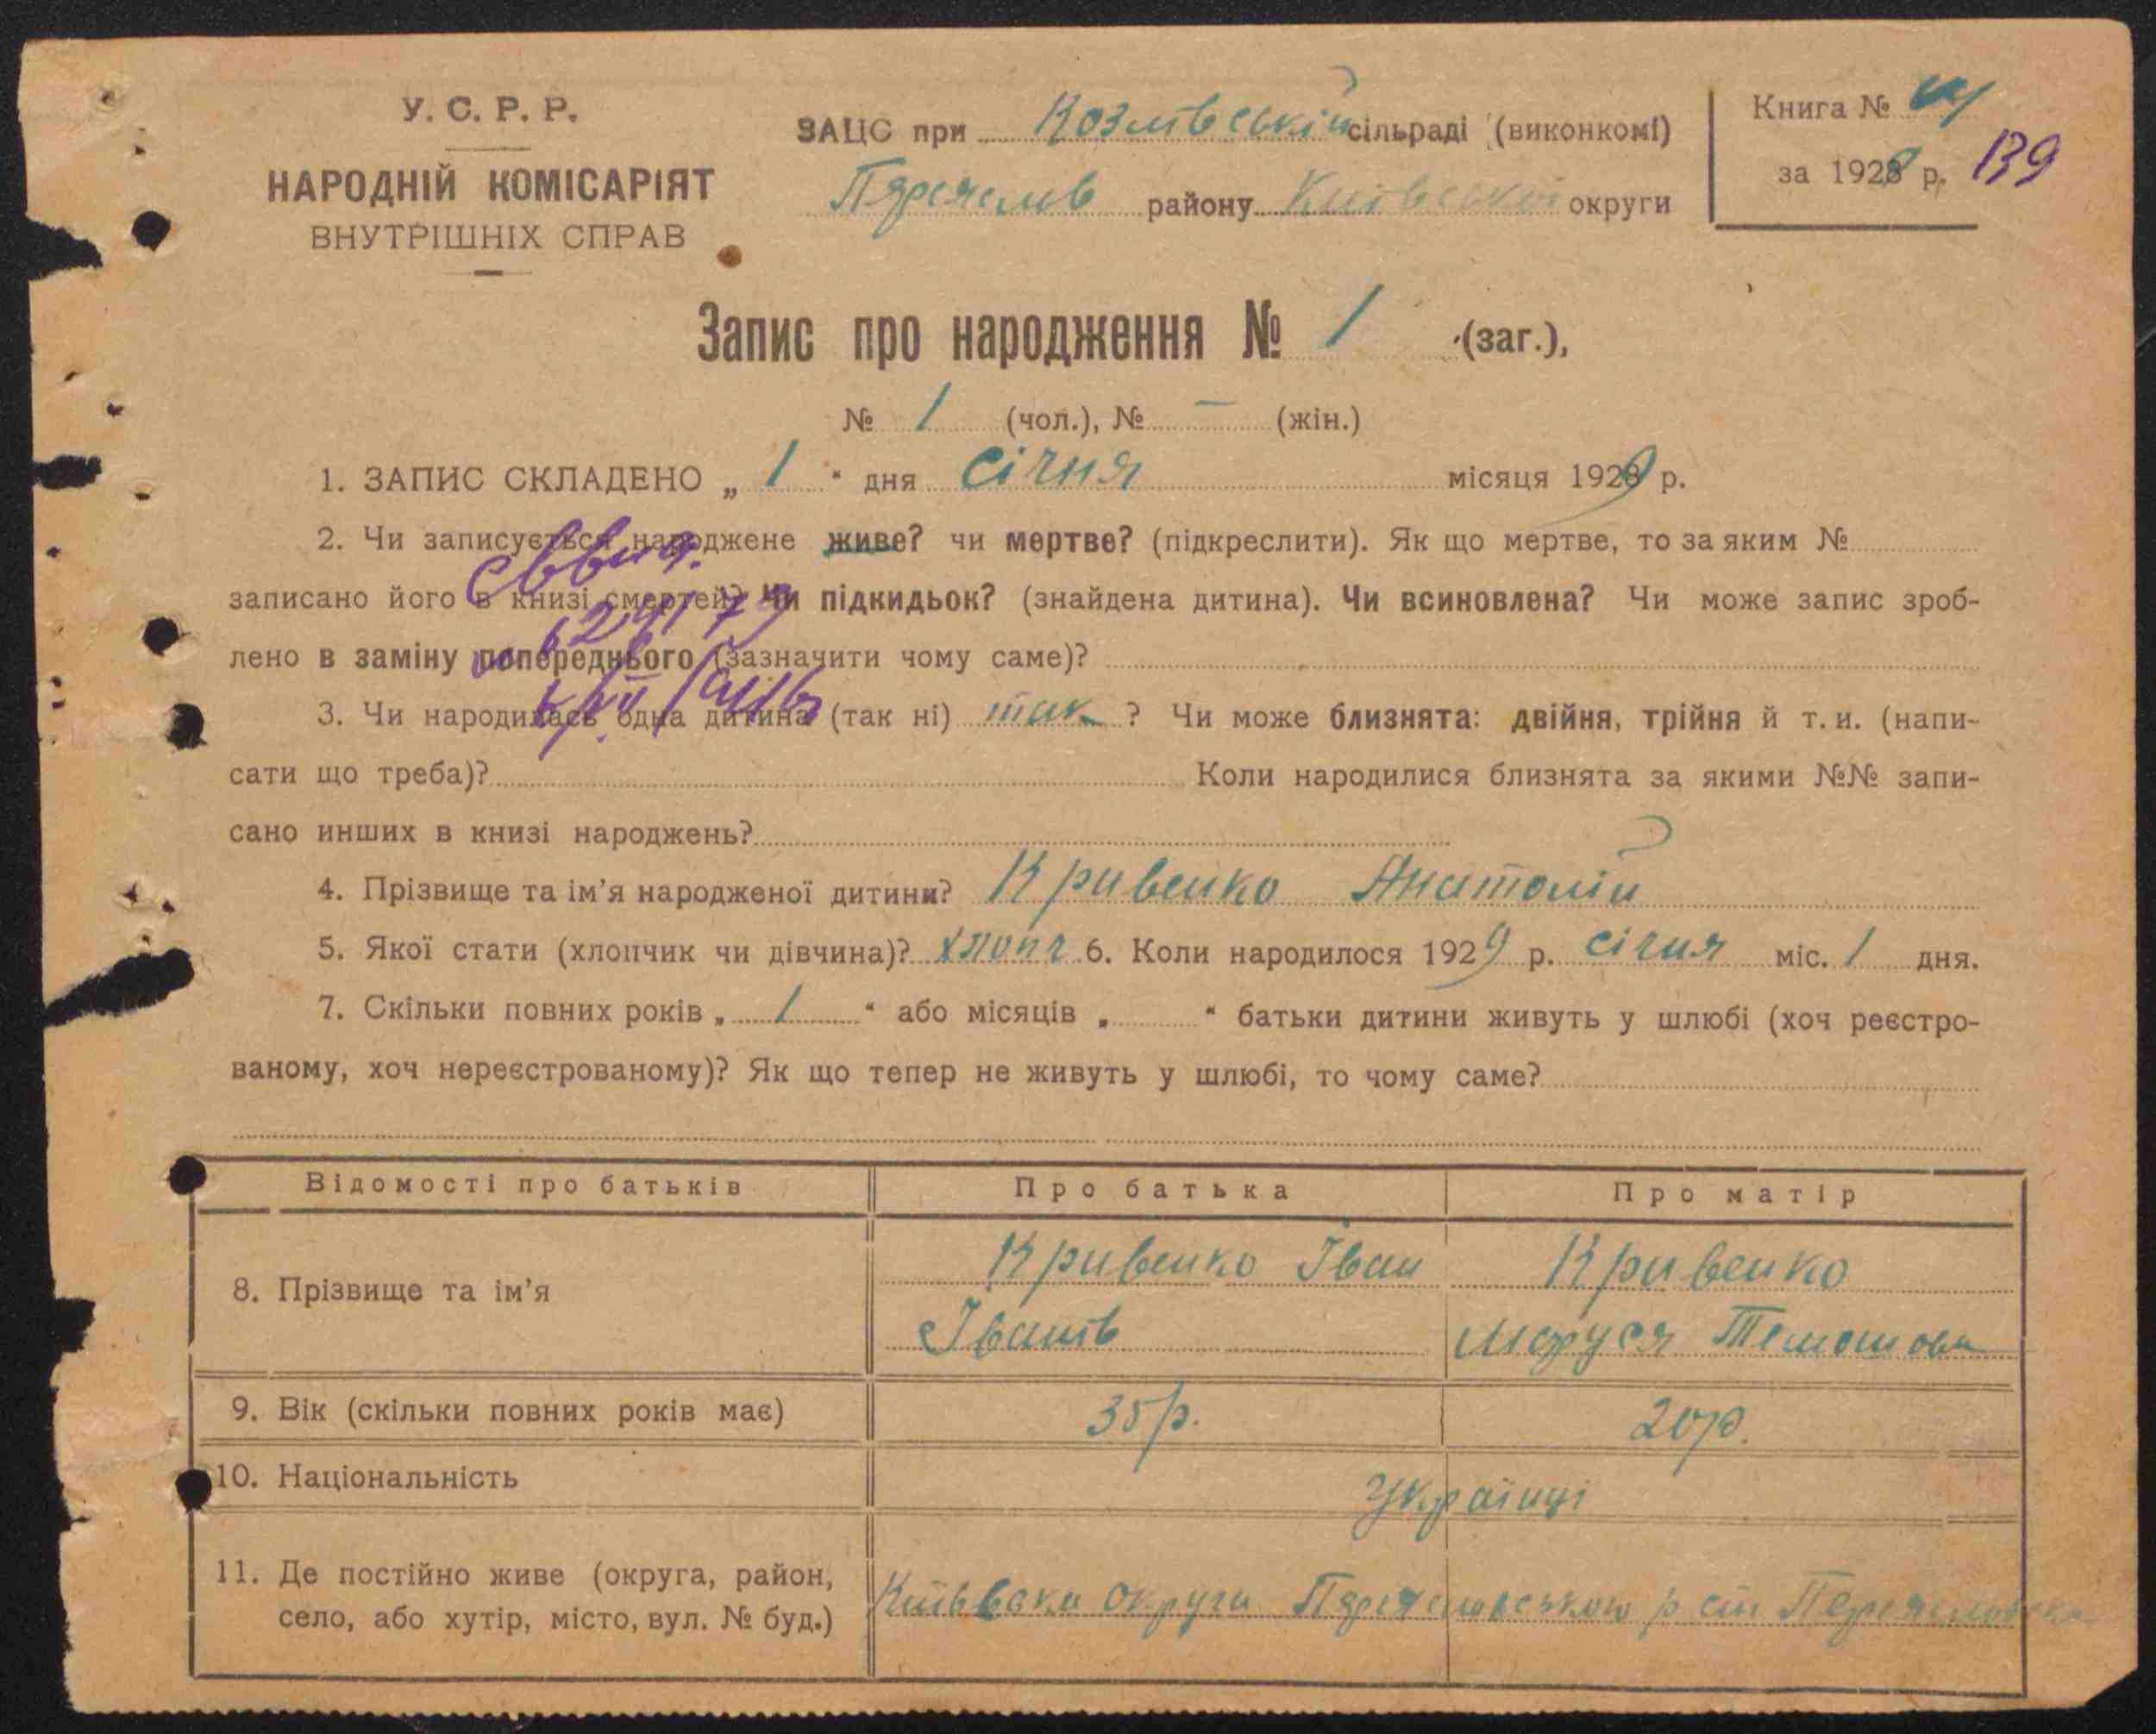 У. С. Р. Р.
НАРОДНІЙ КОМІСАРІЯТ
ВНУТРІШНІХ СПРАВ
ЗАЦС при Козлівській сільраді (виконкомі)
району Київської округи
Книга №
за 1928 р. 139
Запис про народження № 1 (заг.),
№ 1 (чол.), № — (жін.)
1. ЗАПИС СКЛАДЕНО „ 1 “ дня січня місяця 1929 р.
2. Чи записується народжене живе? чи мертве? (підкреслити). Як що мертве, то за яким №
записано його в книзі смертей? Чи підкидьок? (знайдена дитина). Чи всиновлена? Чи може запис зроб-
лено в заміну попереднього (зазначити чому саме)?
3. Чи народилась одна дитина (так ні) так ? Чи може близнята: двійня, трійня й т. и. (напи-
сати що треба)? Коли народилися близнята за якими №№ запи-
сано инших в книзі народжень?
4. Прізвище та ім’я народженої дитини? Кривенко Анатолій
5. Якої стати (хлопчик чи дівчина)? хлопч 6. Коли народилося 1929 р. січня міс. 1 дня.
7. Скільки повних років „ 1 “ або місяців „ “ батьки дитини живуть у шлюбі (хоч реєстро-
ваному, хоч нереєстрованому)? Як що тепер не живуть у шлюбі, то чому саме?
Відомості про батьків Про батька Про матір
8. Прізвище та ім’я Кривенко Іван Кривенко
Іванів Маруся
9. Вік (скільки повних років має) 35 р. 20 р.
10. Національність Українці
11. Де постійно живе (округа, район,
село, або хутір, місто, вул. № буд.) округи